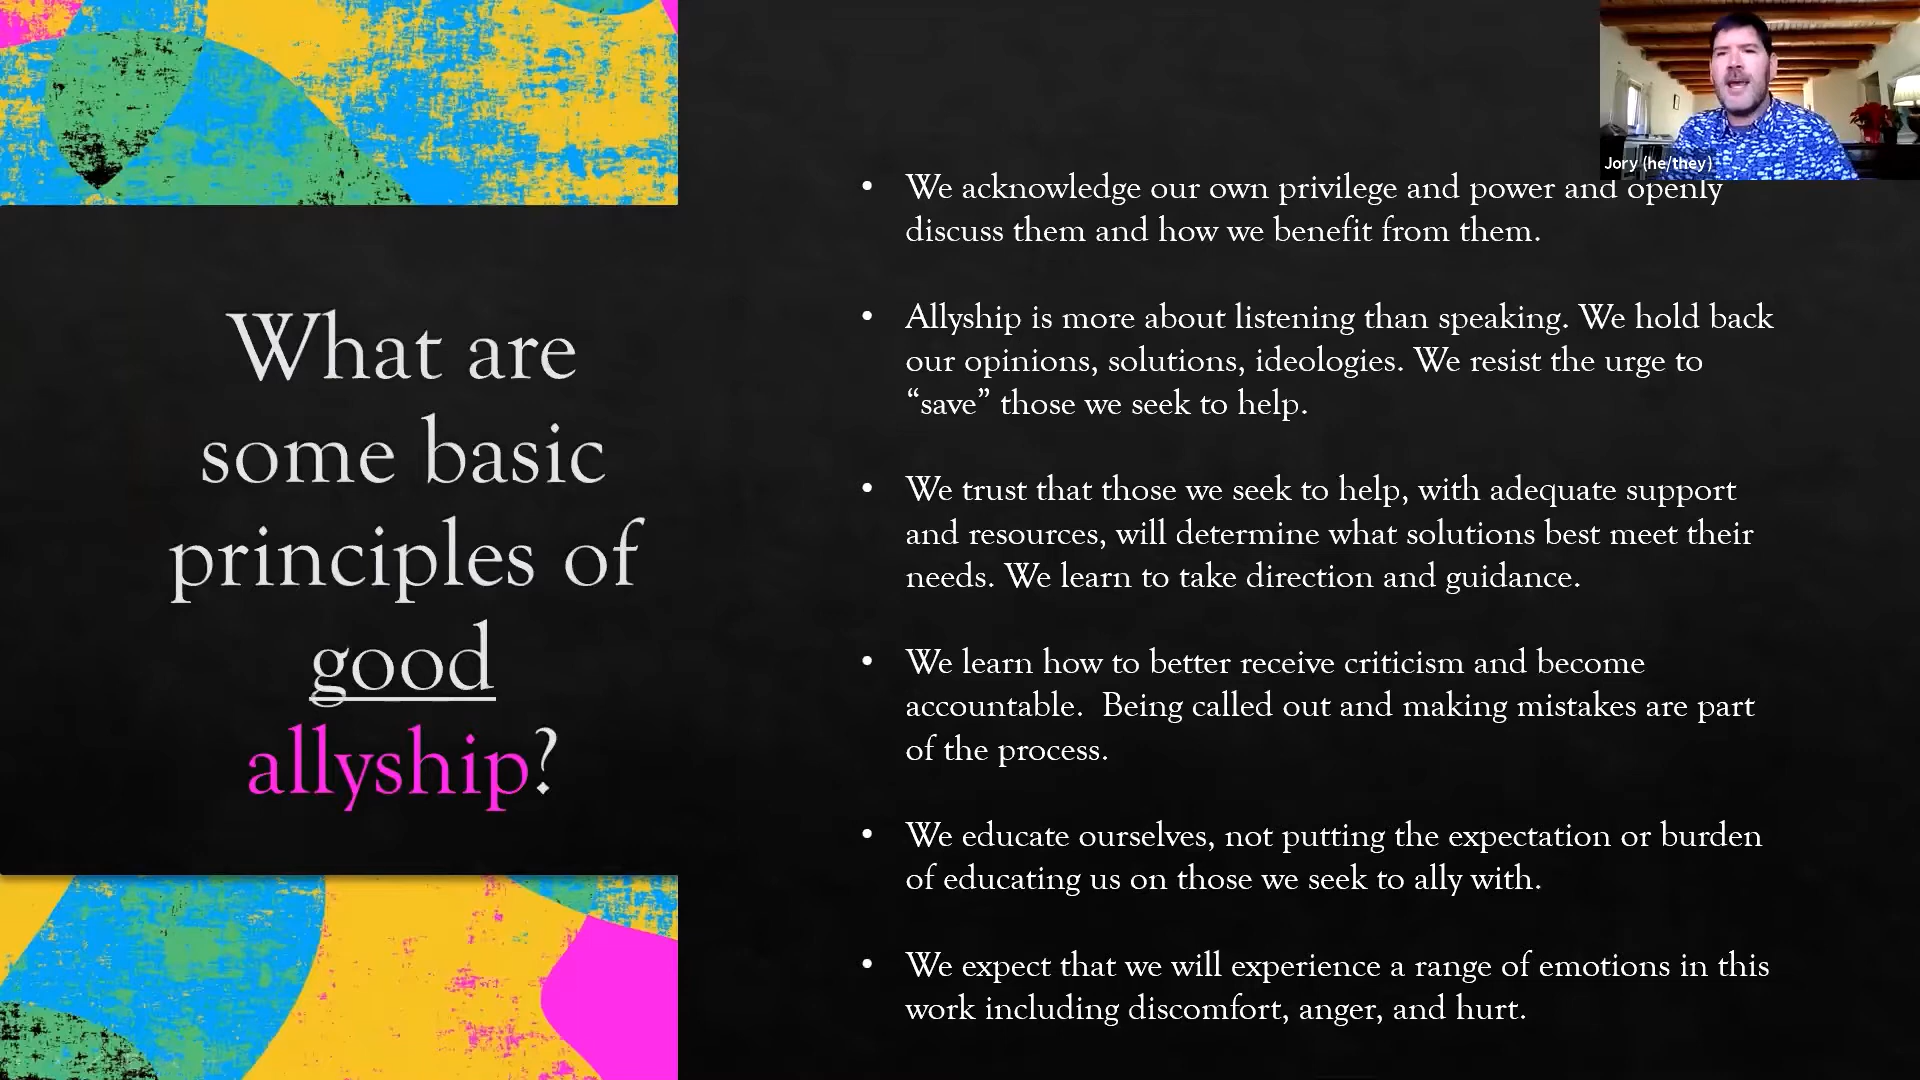 Jory (he/they)
What are
some basic
principles of
good
allyship?
• We acknowledge our own privilege and power and openly
discuss them and how we benefit from them.
• Allyship is more about listening than speaking. We hold back
our opinions, solutions, ideologies. We resist the urge to
“save” those we seek to help.
• We trust that those we seek to help, with adequate support
and resources, will determine what solutions best meet their
needs. We learn to take direction and guidance.
• We learn how to better receive criticism and become
accountable.  Being called out and making mistakes are part
of the process.
• We educate ourselves, not putting the expectation or burden
of educating us on those we seek to ally with.
• We expect that we will experience a range of emotions in this
work including discomfort, anger, and hurt.